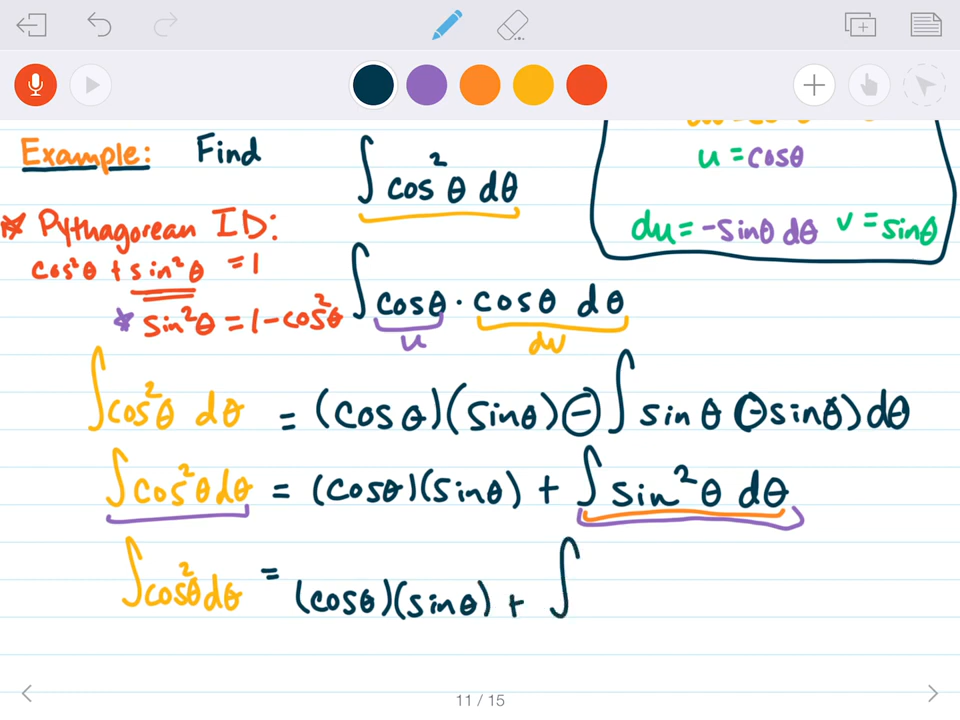 Example: Find ∫ cos²θ dθ
u = cosθ
du = -sinθ dθ v = sinθ
* Pythagorean ID:
cos²θ + sin²θ = 1
* sin²θ = 1 - cos²θ
∫ cosθ · cosθ dθ
u dv
∫cos²θ dθ = (cosθ)(sinθ) - ∫ sinθ (-sinθ) dθ
∫cos²θ dθ = (cosθ)(sinθ) + ∫ sin²θ dθ
∫cos²θ dθ = (cosθ)(sinθ) + ∫
11 / 15